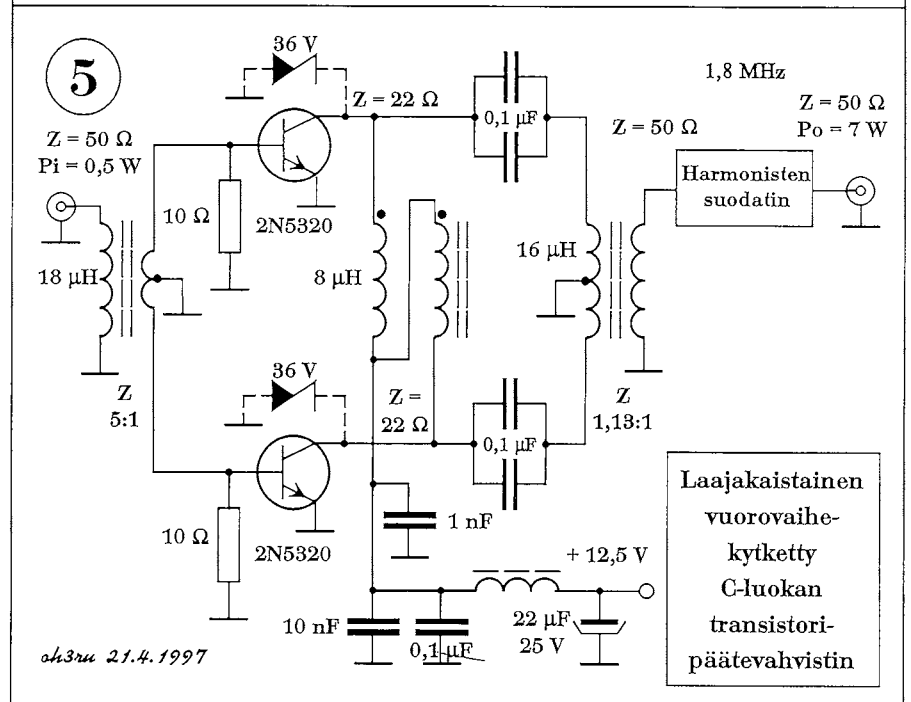 5
36 V
1,8 MHz
Z = 50 Ω
Pi = 0,5 W
Z = 22 Ω
0,1 µF
Z = 50 Ω
Z = 50 Ω
Po = 7 W
Harmonisten
suodatin
10 Ω
2N5320
18 µH
8 µH
16 µH
Z
5:1
36 V
Z =
22 Ω
0,1 µF
Z
1,13:1
10 Ω
2N5320
1 nF
+ 12,5 V
10 nF
0,1 µF
22 µF
25 V
Laajakaistainen
vuorovaihe-
kytketty
C-luokan
transistori-
päätevahvistin
oh3ru 21.4.1997